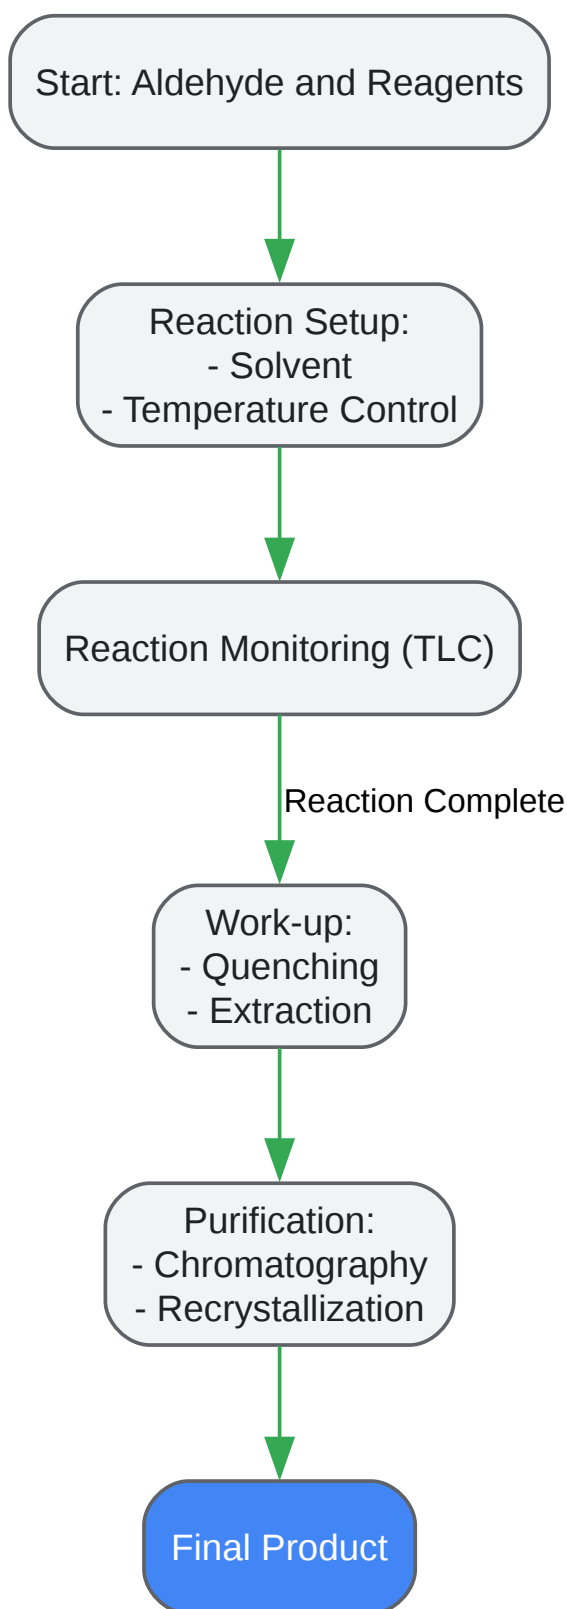 Start: Aldehyde and Reagents
Reaction Setup:
- Solvent
- Temperature Control
Reaction Monitoring (TLC)
Reaction Complete
Work-up:
- Quenching
- Extraction
Purification:
- Chromatography
- Recrystallization
Final Product